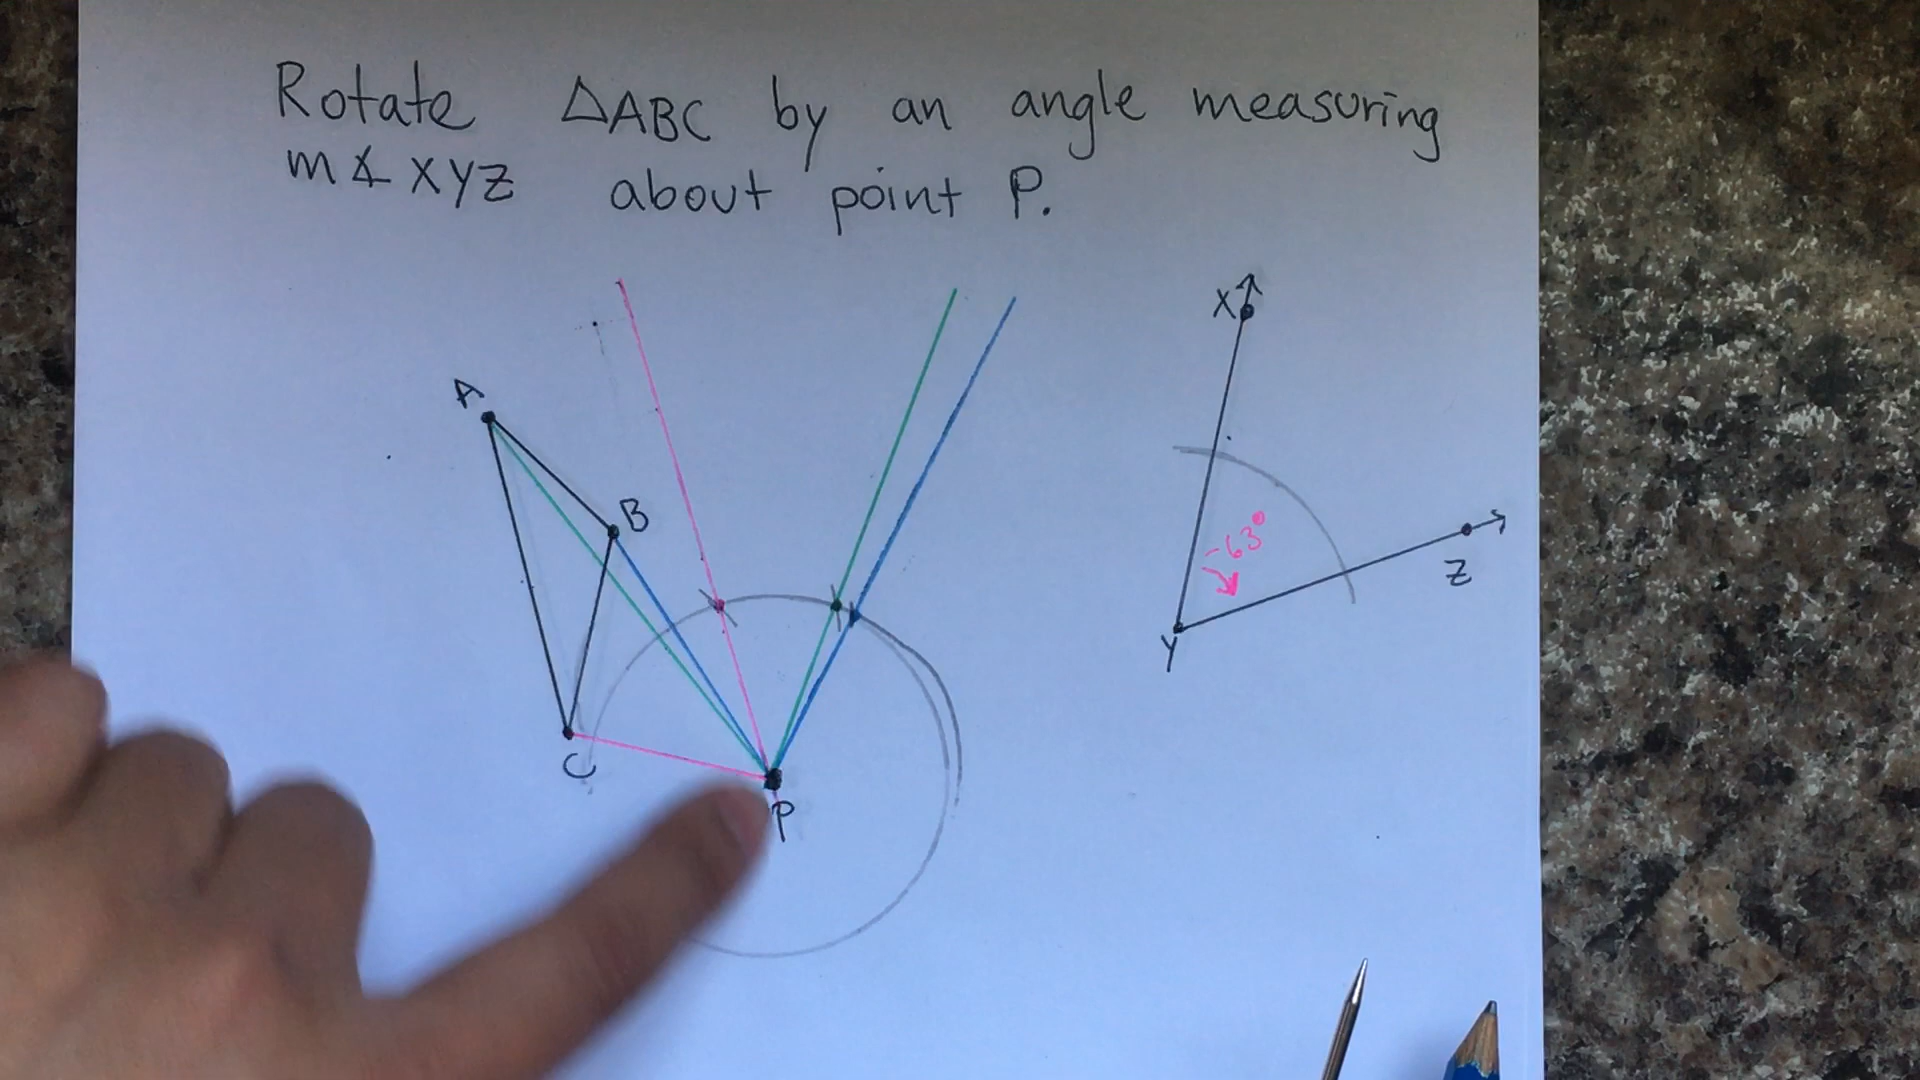 Rotate △ABC by an angle measuring
m∡XYZ about point P.
X
A
B
-63°
Z
Y
C
P